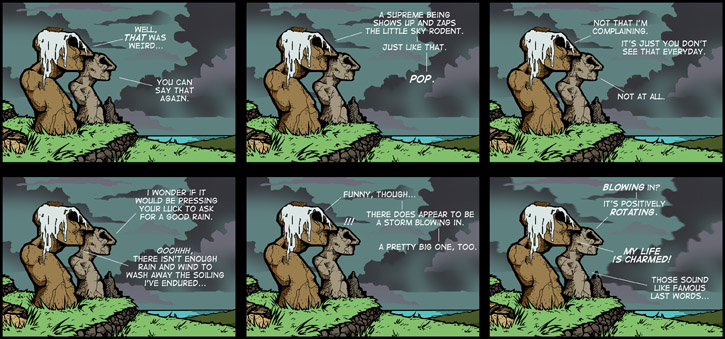 WELL,
THAT WAS
WEIRD...
YOU CAN
SAY THAT
AGAIN.
A SUPREME BEING
SHOWS UP AND ZAPS
THE LITTLE SKY RODENT.
JUST LIKE THAT.
POP.
NOT THAT I'M
COMPLAINING.
IT'S JUST YOU DON'T
SEE THAT EVERYDAY.
NOT AT ALL.
I WONDER IF IT
WOULD BE PRESSING
YOUR LUCK TO ASK
FOR A GOOD RAIN.
OOOHHH,
THERE ISN'T ENOUGH
RAIN AND WIND TO
WASH AWAY THE SOILING
I'VE ENDURED...
FUNNY, THOUGH...
!!!
THERE DOES APPEAR TO BE
A STORM BLOWING IN.
A PRETTY BIG ONE, TOO.
BLOWING IN?
IT'S POSITIVELY
ROTATING.
MY LIFE
IS CHARMED!
THOSE SOUND
LIKE FAMOUS
LAST WORDS...